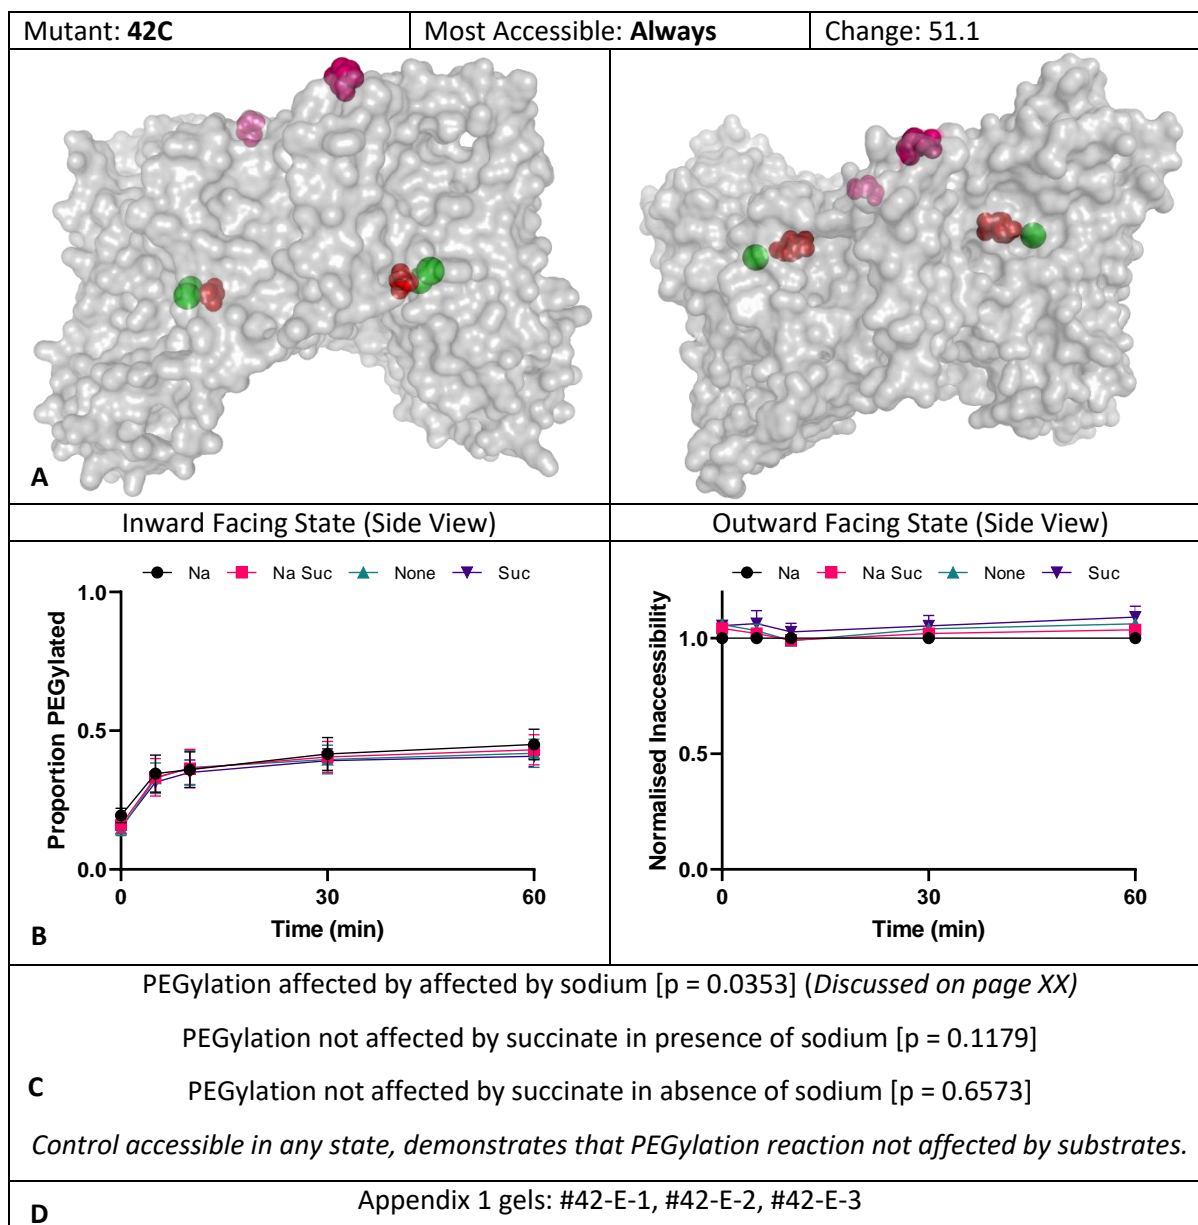 Mutant: 42C
Most Accessible: Always
Change: 51.1
A
Inward Facing State (Side View)
Outward Facing State (Side View)
Na Na Suc None Suc
1.0
0.5
0.0
0 30 60
Proportion PEGylated
Time (min)
B
Na Na Suc None Suc
1.0
0.5
0.0
0 30 60
Normalised Inaccessibility
Time (min)
PEGylation affected by affected by sodium [p = 0.0353] (Discussed on page XX)
PEGylation not affected by succinate in presence of sodium [p = 0.1179]
C
PEGylation not affected by succinate in absence of sodium [p = 0.6573]
Control accessible in any state, demonstrates that PEGylation reaction not affected by substrates.
D
Appendix 1 gels: #42-E-1, #42-E-2, #42-E-3